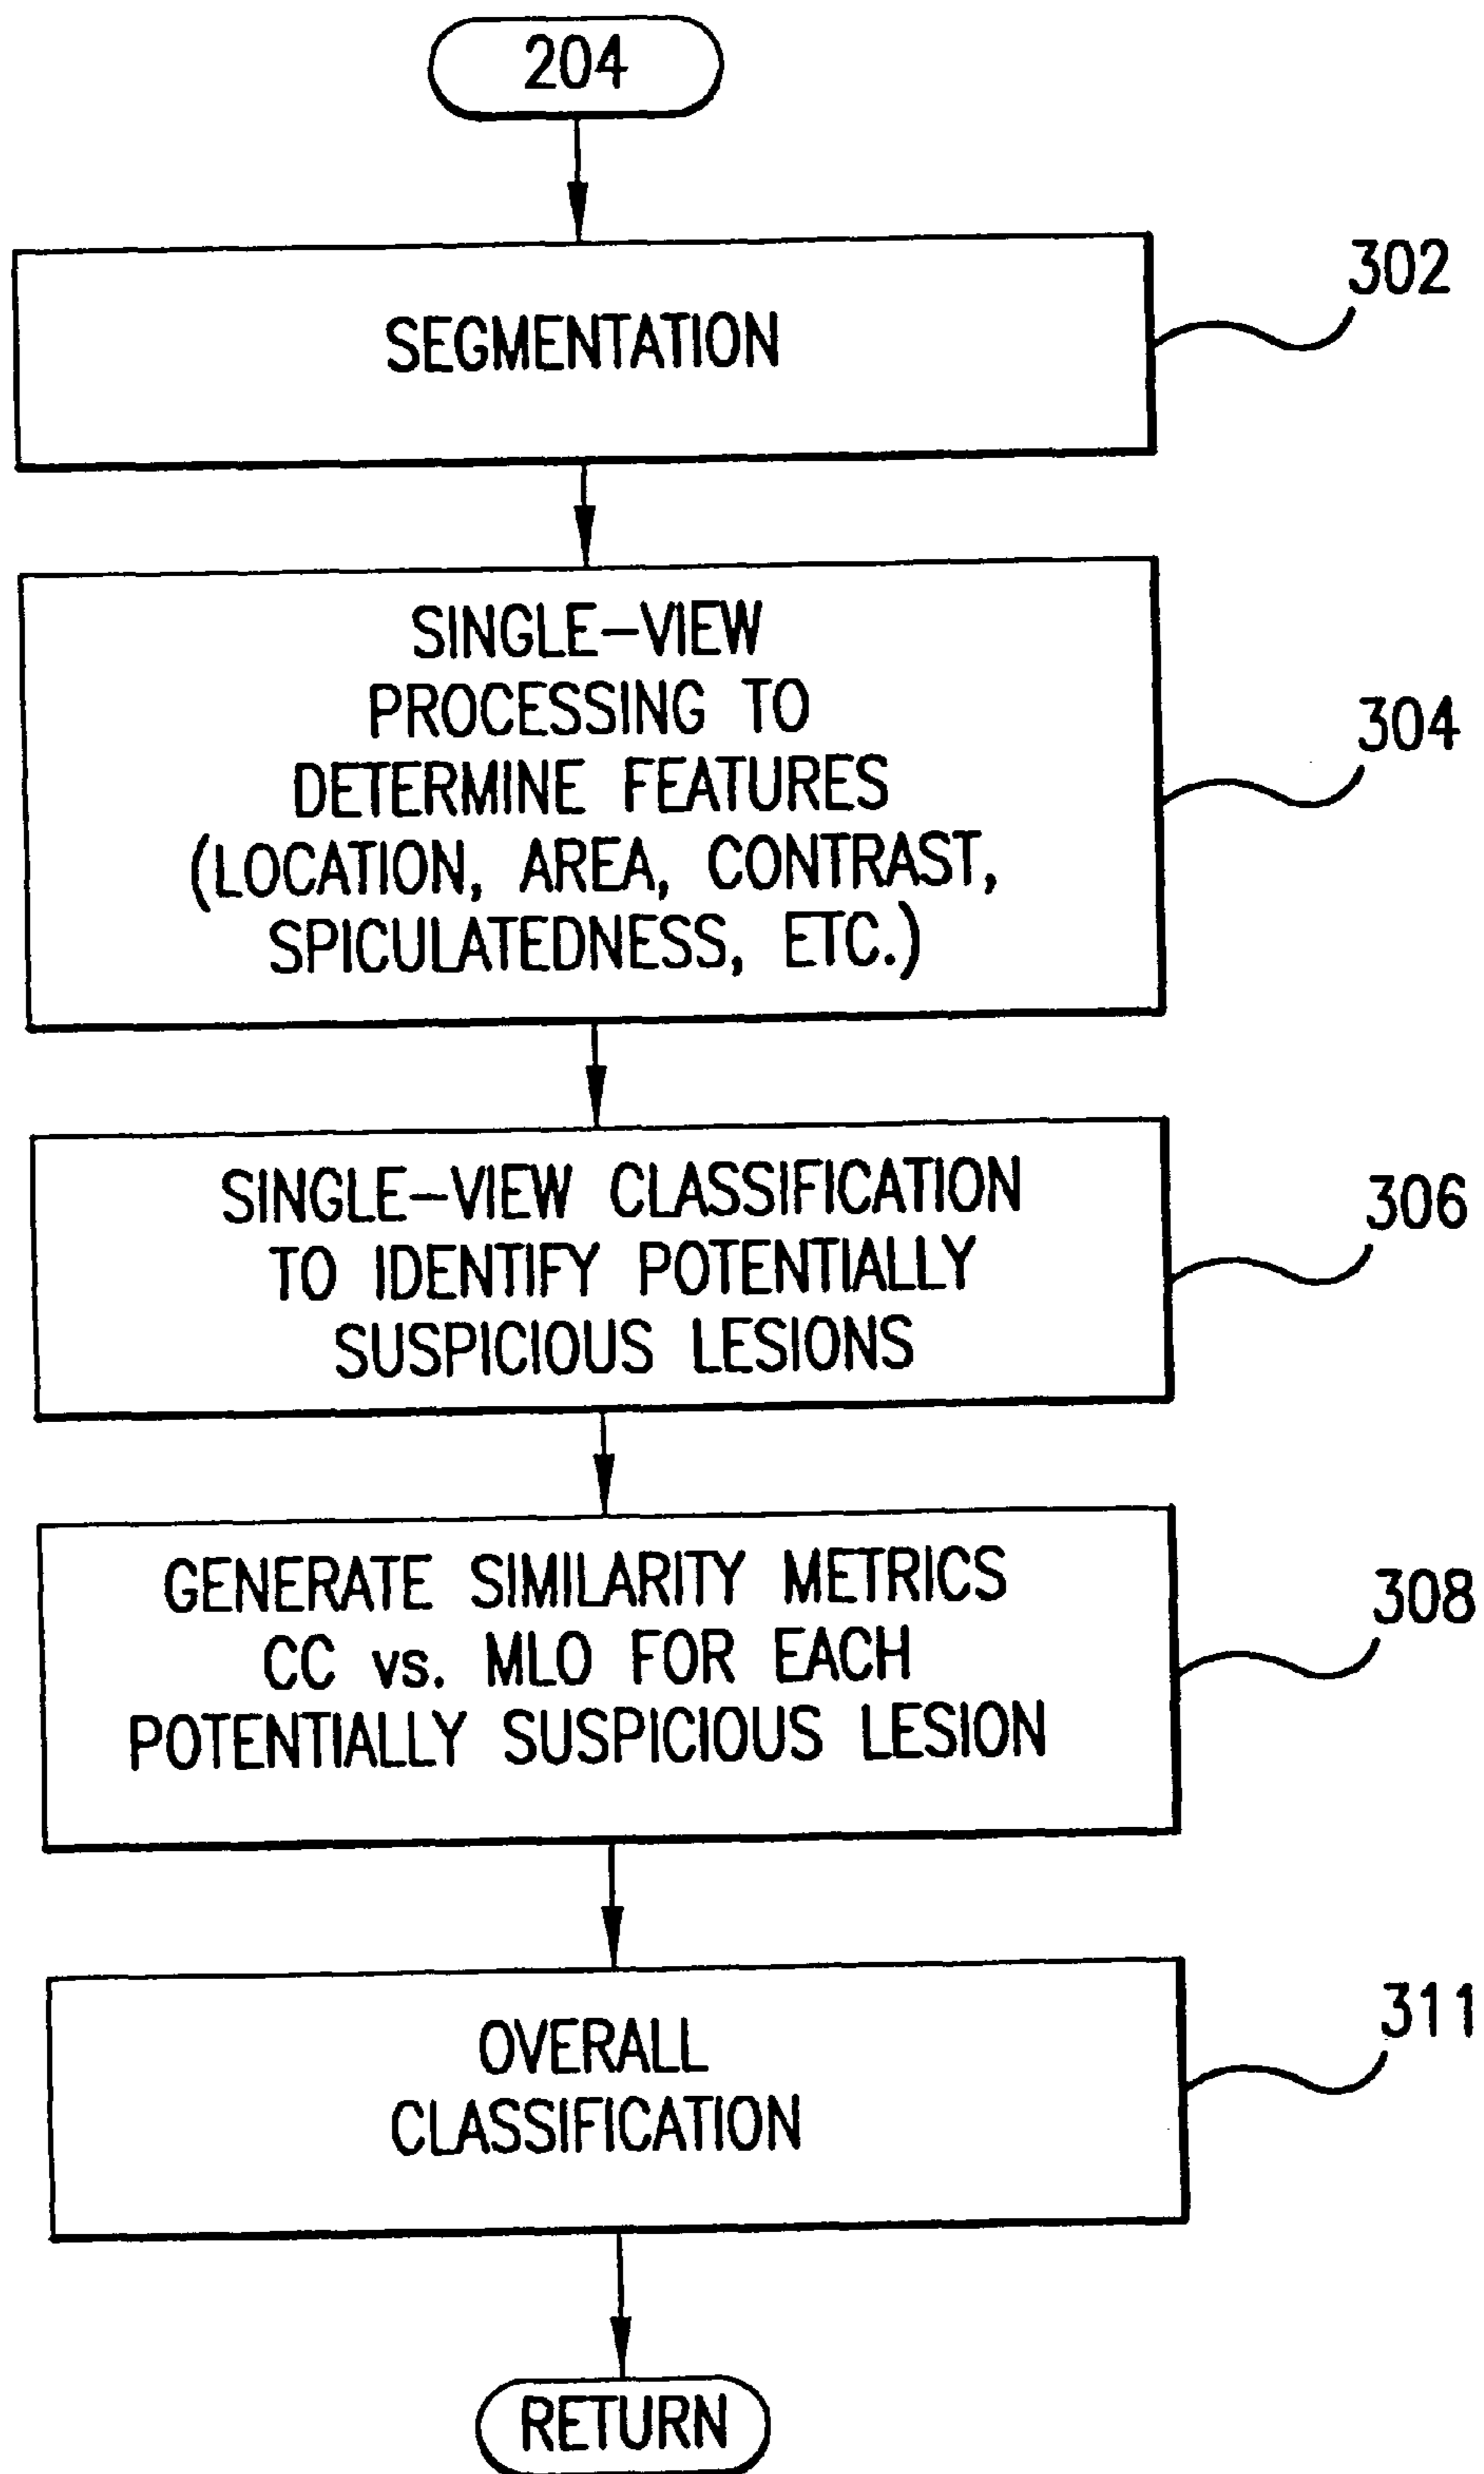 204
SEGMENTATION
302
SINGLE-VIEW
PROCESSING TO
DETERMINE FEATURES
(LOCATION, AREA, CONTRAST,
SPICULATEDNESS, ETC.)
304
SINGLE-VIEW CLASSIFICATION
TO IDENTIFY POTENTIALLY
SUSPICIOUS LESIONS
306
GENERATE SIMILARITY METRICS
CC vs. MLO FOR EACH
POTENTIALLY SUSPICIOUS LESION
308
OVERALL
CLASSIFICATION
311
RETURN